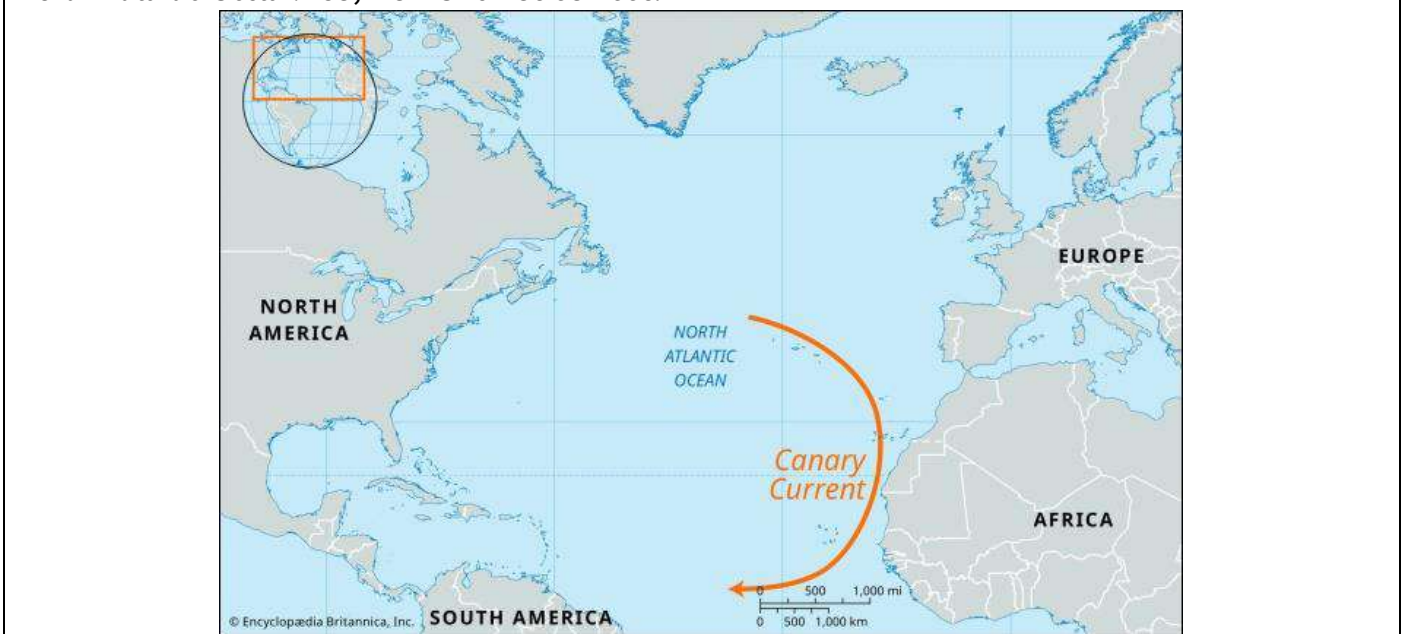 NORTH
AMERICA
EUROPE
NORTH
ATLANTIC
OCEAN
Canary
Current
AFRICA
0 500 1,000 mi
0 500 1,000 km
© Encyclopædia Britannica, Inc.
SOUTH AMERICA